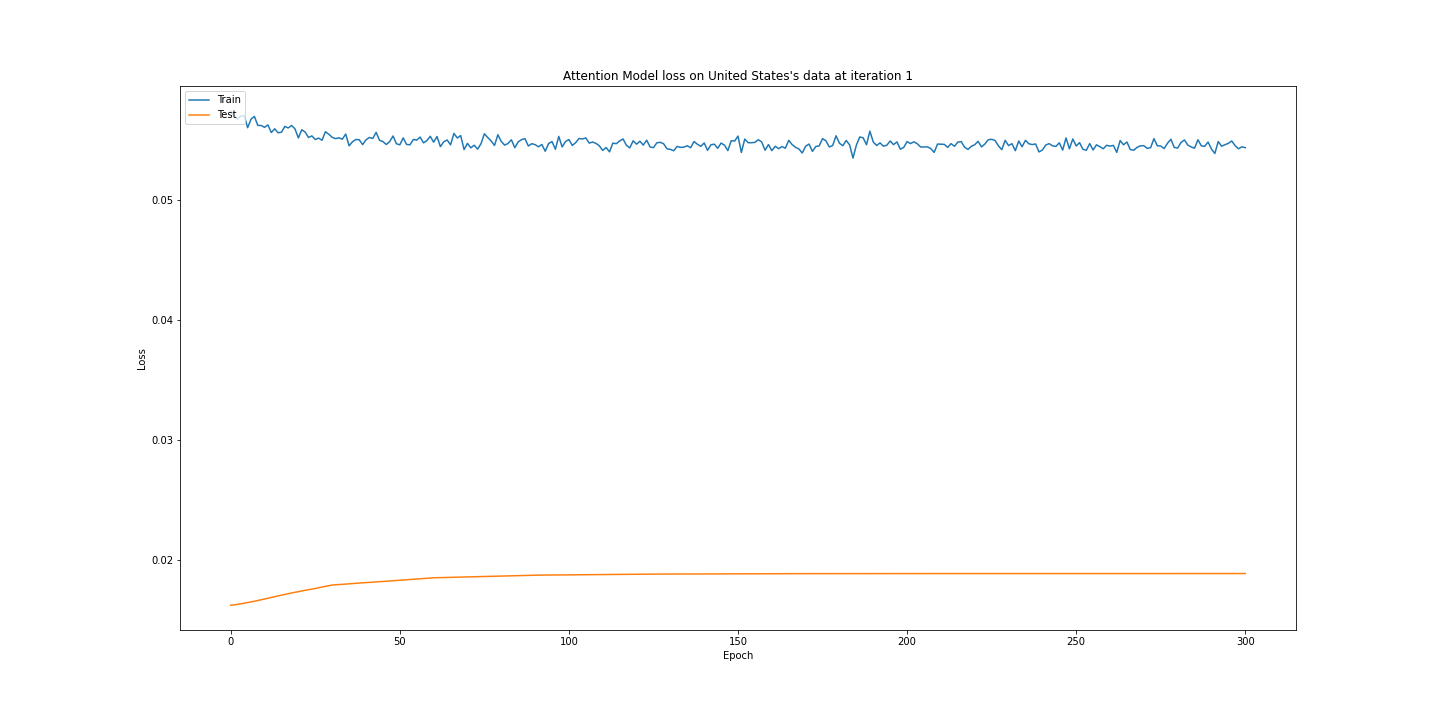 Attention Model loss on United States's data at iteration 1
Train
Test
0.05
0.04
0.03
0.02
Loss
0
50
100
150
200
250
300
Epoch